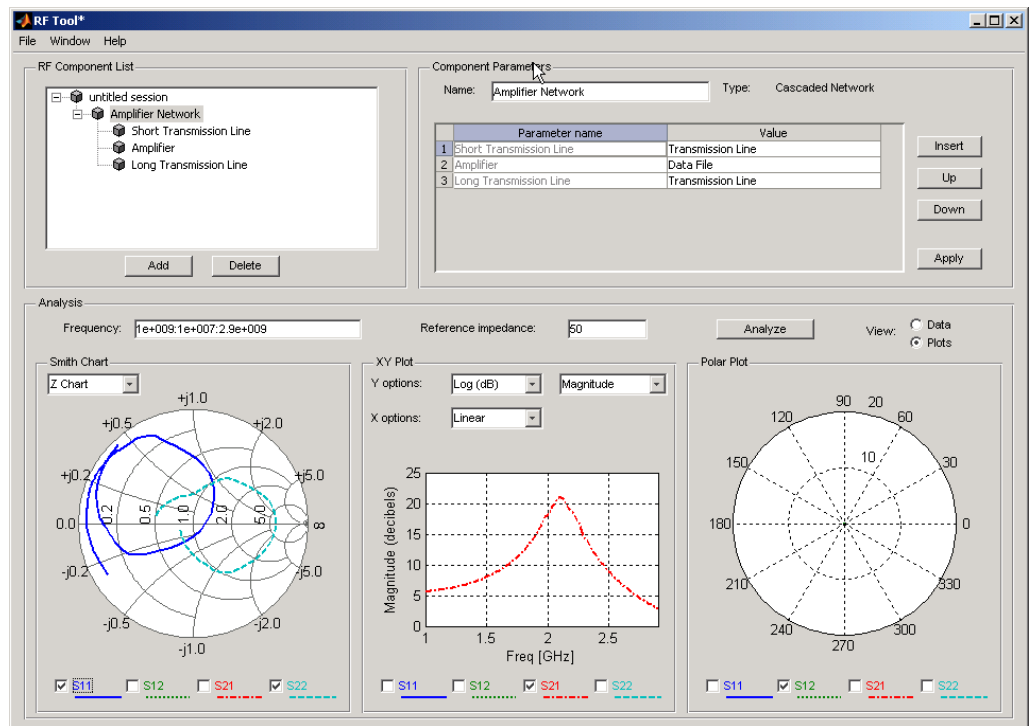 RF Tool*
File Window Help
RF Component List
untitled session
Amplifier Network
Short Transmission Line
Amplifier
Long Transmission Line
Add Delete
Component Parameters
Name: Amplifier Network Type: Cascaded Network
Parameter name Value
1 Short Transmission Line Transmission Line
2 Amplifier Data File
3 Long Transmission Line Transmission Line
Insert
Up
Down
Apply
Analysis
Frequency: 1e+009:1e+007:2.9e+009 Reference impedance: 50 Analyze View: Data
Plots
Smith Chart
Z Chart
+j1.0
+j0.5 +j2.0
+j0.2 +j5.0
0.0 0.2 0.5 1.0 2.0 5.0 ∞
-j0.2 -j5.0
-j0.5 -j2.0
-j1.0
S11 S12 S21 S22
XY Plot
Y options: Log (dB) Magnitude
X options: Linear
Magnitude (decibels)
25
20
15
10
5
0
1 1.5 2 2.5
Freq [GHz]
S11 S12 S21 S22
Polar Plot
90 20
120 60
150 10 30
180 0
210 330
240 300
270
S11 S12 S21 S22